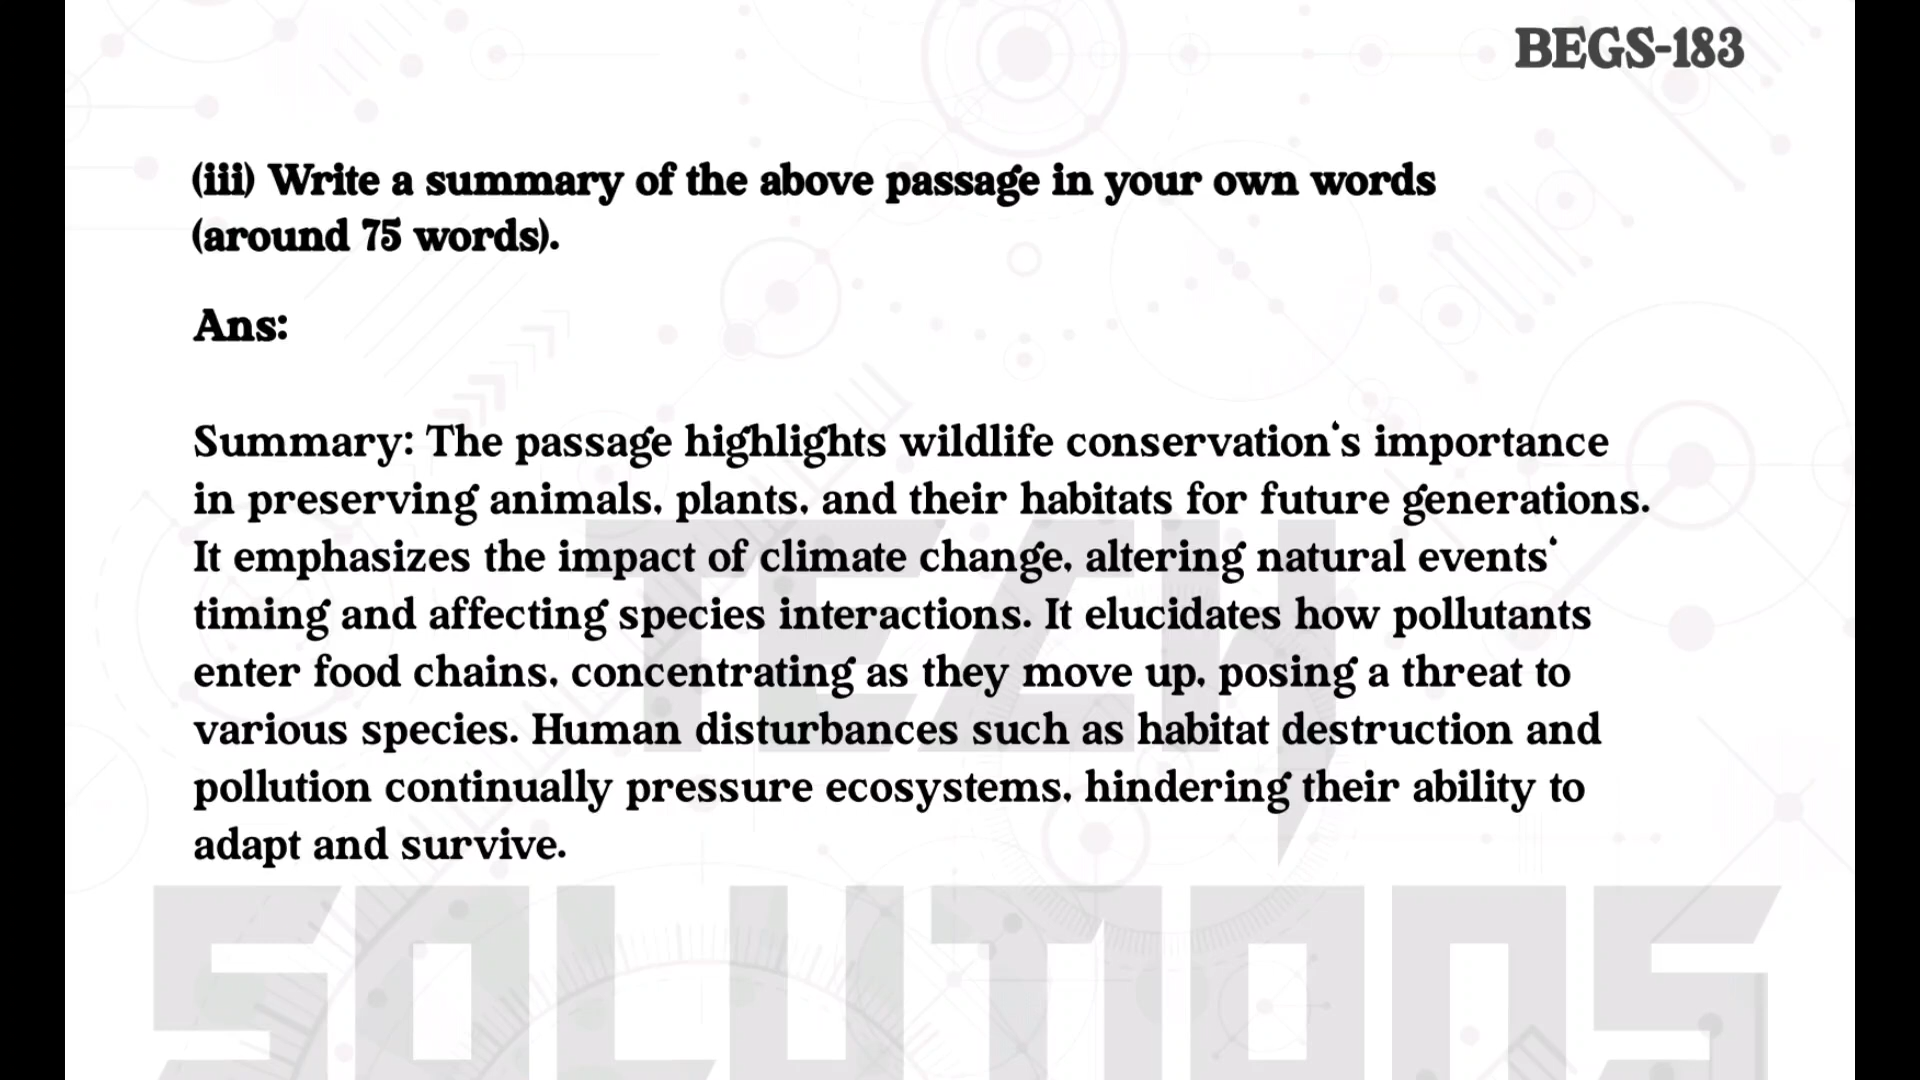 BEGS-183
(iii) Write a summary of the above passage in your own words
(around 75 words).
Ans:
Summary: The passage highlights wildlife conservation‘s importance
in preserving animals, plants, and their habitats for future generations.
It emphasizes the impact of climate change, altering natural events‘
timing and affecting species interactions. It elucidates how pollutants
enter food chains, concentrating as they move up, posing a threat to
various species. Human disturbances such as habitat destruction and
pollution continually pressure ecosystems, hindering their ability to
adapt and survive.
TECH
SOLUTIONS